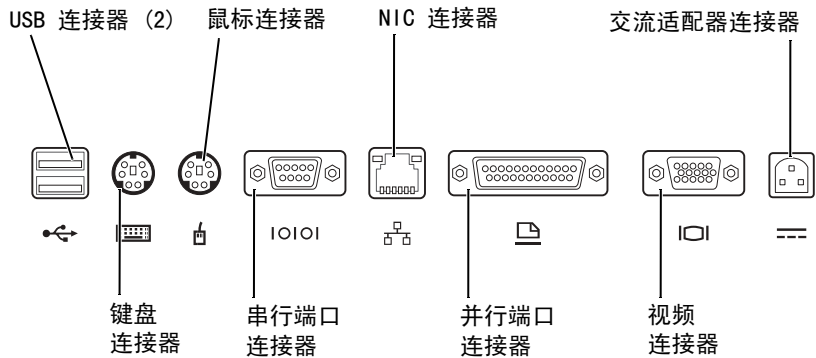 USB 连接器 (2)
鼠标连接器
NIC 连接器
交流适配器连接器
键盘
连接器
串行端口
连接器
并行端口
连接器
视频
连接器